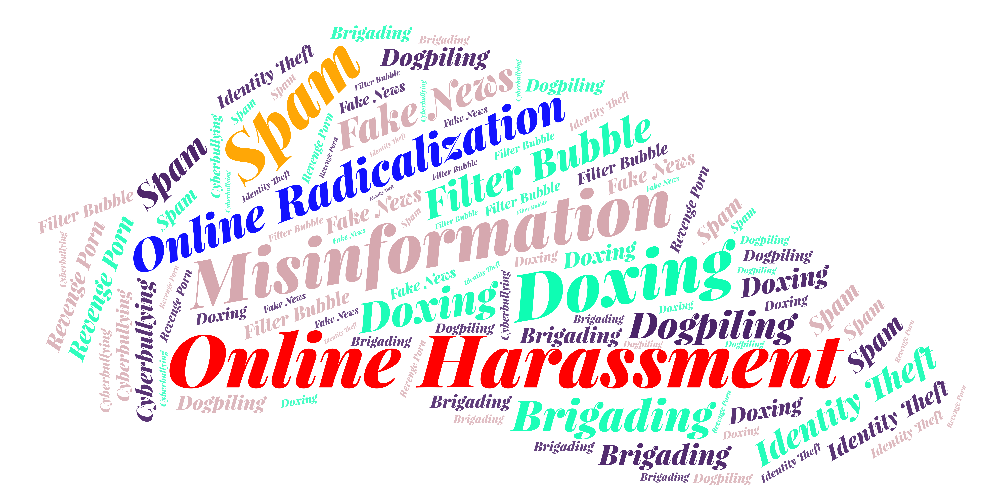 Brigading
Brigading
Dogpiling
Identity Theft
Spam
Spam
Filter Bubble
Fake News
Cyberbullying
Fake News
Cyberbullying
Dogpiling
Identity Theft
Spam
Cyberbullying
Revenge Porn
Revenge Porn
Fake News
Identity Theft
Online Radicalization
Filter Bubble
Filter Bubble
Filter Bubble
Filter Bubble
Fake News
Fake News
Revenge Porn
Spam
Cyberbullying
Identity Theft
Identity Theft
Filter Bubble
Spam
Filter Bubble
Fake News
Fake News
Spam
Filter Bubble
Filter Bubble
Filter Bubble
Spam
Spam
Cyberbullying
Revenge Porn
Revenge Porn
Misinformation
Doxing
Doxing
Doxing
Dogpiling
Dogpiling
Dogpiling
Doxing
Doxing
Revenge Porn
Revenge Porn
Cyberbullying
Cyberbullying
Cyberbullying
Cyberbullying
Doxing
Fake News
Filter Bubble
Fake News
Identity Theft
Fake News
Identity Theft
Doxing
Cyberbullying
Dogpiling
Brigading
Doxing
Brigading
Brigading
Dogpiling
Dogpiling
Dogpiling
Spam
Spam
Spam
Revenge Porn
Online Harassment
Revenge Porn
Dogpiling
Doxing
Brigading
Brigading
Brigading
Revenge Porn
Doxing
Doxing
Identity Theft
Identity Theft
Identity Theft
Revenge Porn
Brigading
Brigading
Identity Theft
Brigading
Dogpiling